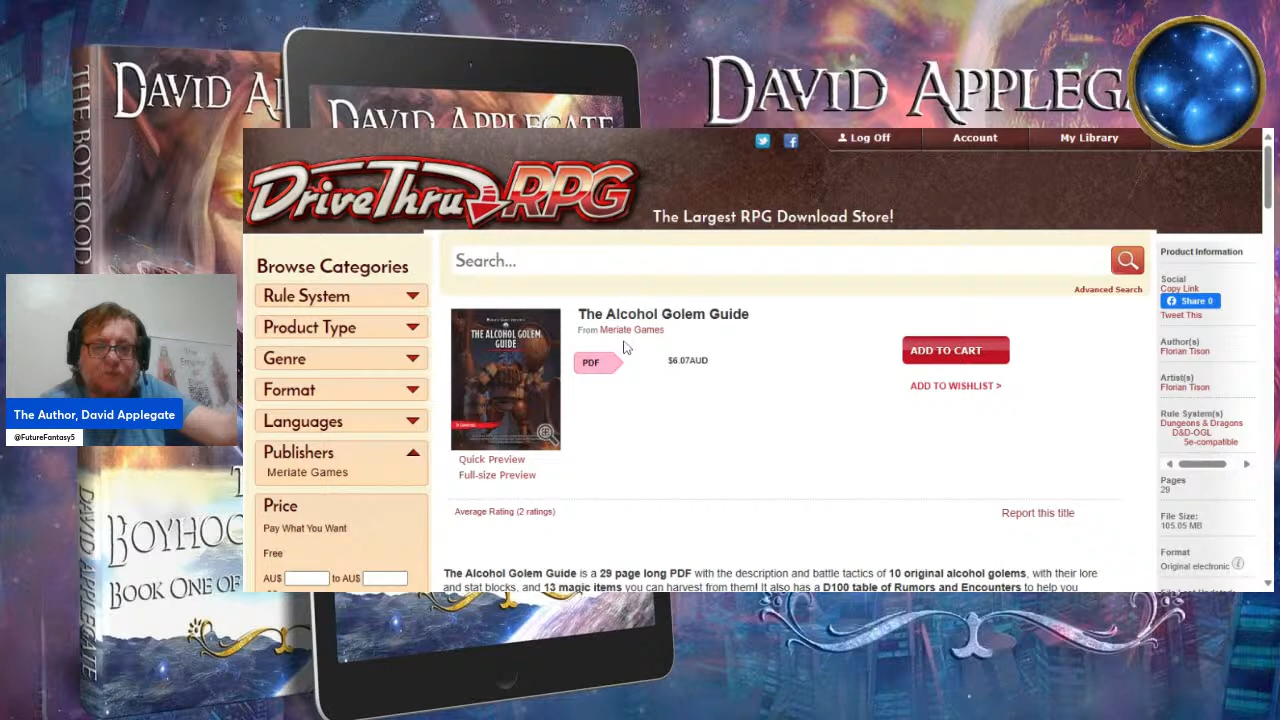 DAVID APPLEGA
DAVID AP
DAVID APPLEGATE
THE BOYHOOD
Log Off
Account
My Library
DriveThruRPG
The Largest RPG Download Store!
Browse Categories
Rule System
Product Type
Genre
Format
Languages
Publishers
Meriate Games
Price
Pay What You Want
Free
AU$ to AU$
Search...
Advanced Search
THE ALCOHOL GOLEM
GUIDE
The Alcohol Golem Guide
From Meriate Games
PDF
$6.07AUD
ADD TO CART
ADD TO WISHLIST >
Quick Preview
Full-size Preview
Average Rating (2 ratings)
Report this title
The Alcohol Golem Guide is a 29 page long PDF with the description and battle tactics of 10 original alcohol golems, with their lore
and stat blocks, and 13 magic items you can harvest from them! It also has a D100 table of Rumors and Encounters to help you
Product Information
Social
Copy Link
Share 0
Tweet This
Author(s)
Florian Tison
Artist(s)
Florian Tison
Rule System(s)
Dungeons & Dragons
D&D-OGL
5e-compatible
Pages
29
File Size:
105.05 MB
Format
Original electronic
The Author, David Applegate
@FutureFantasy5
BOYHOO
BOOK ONE OF